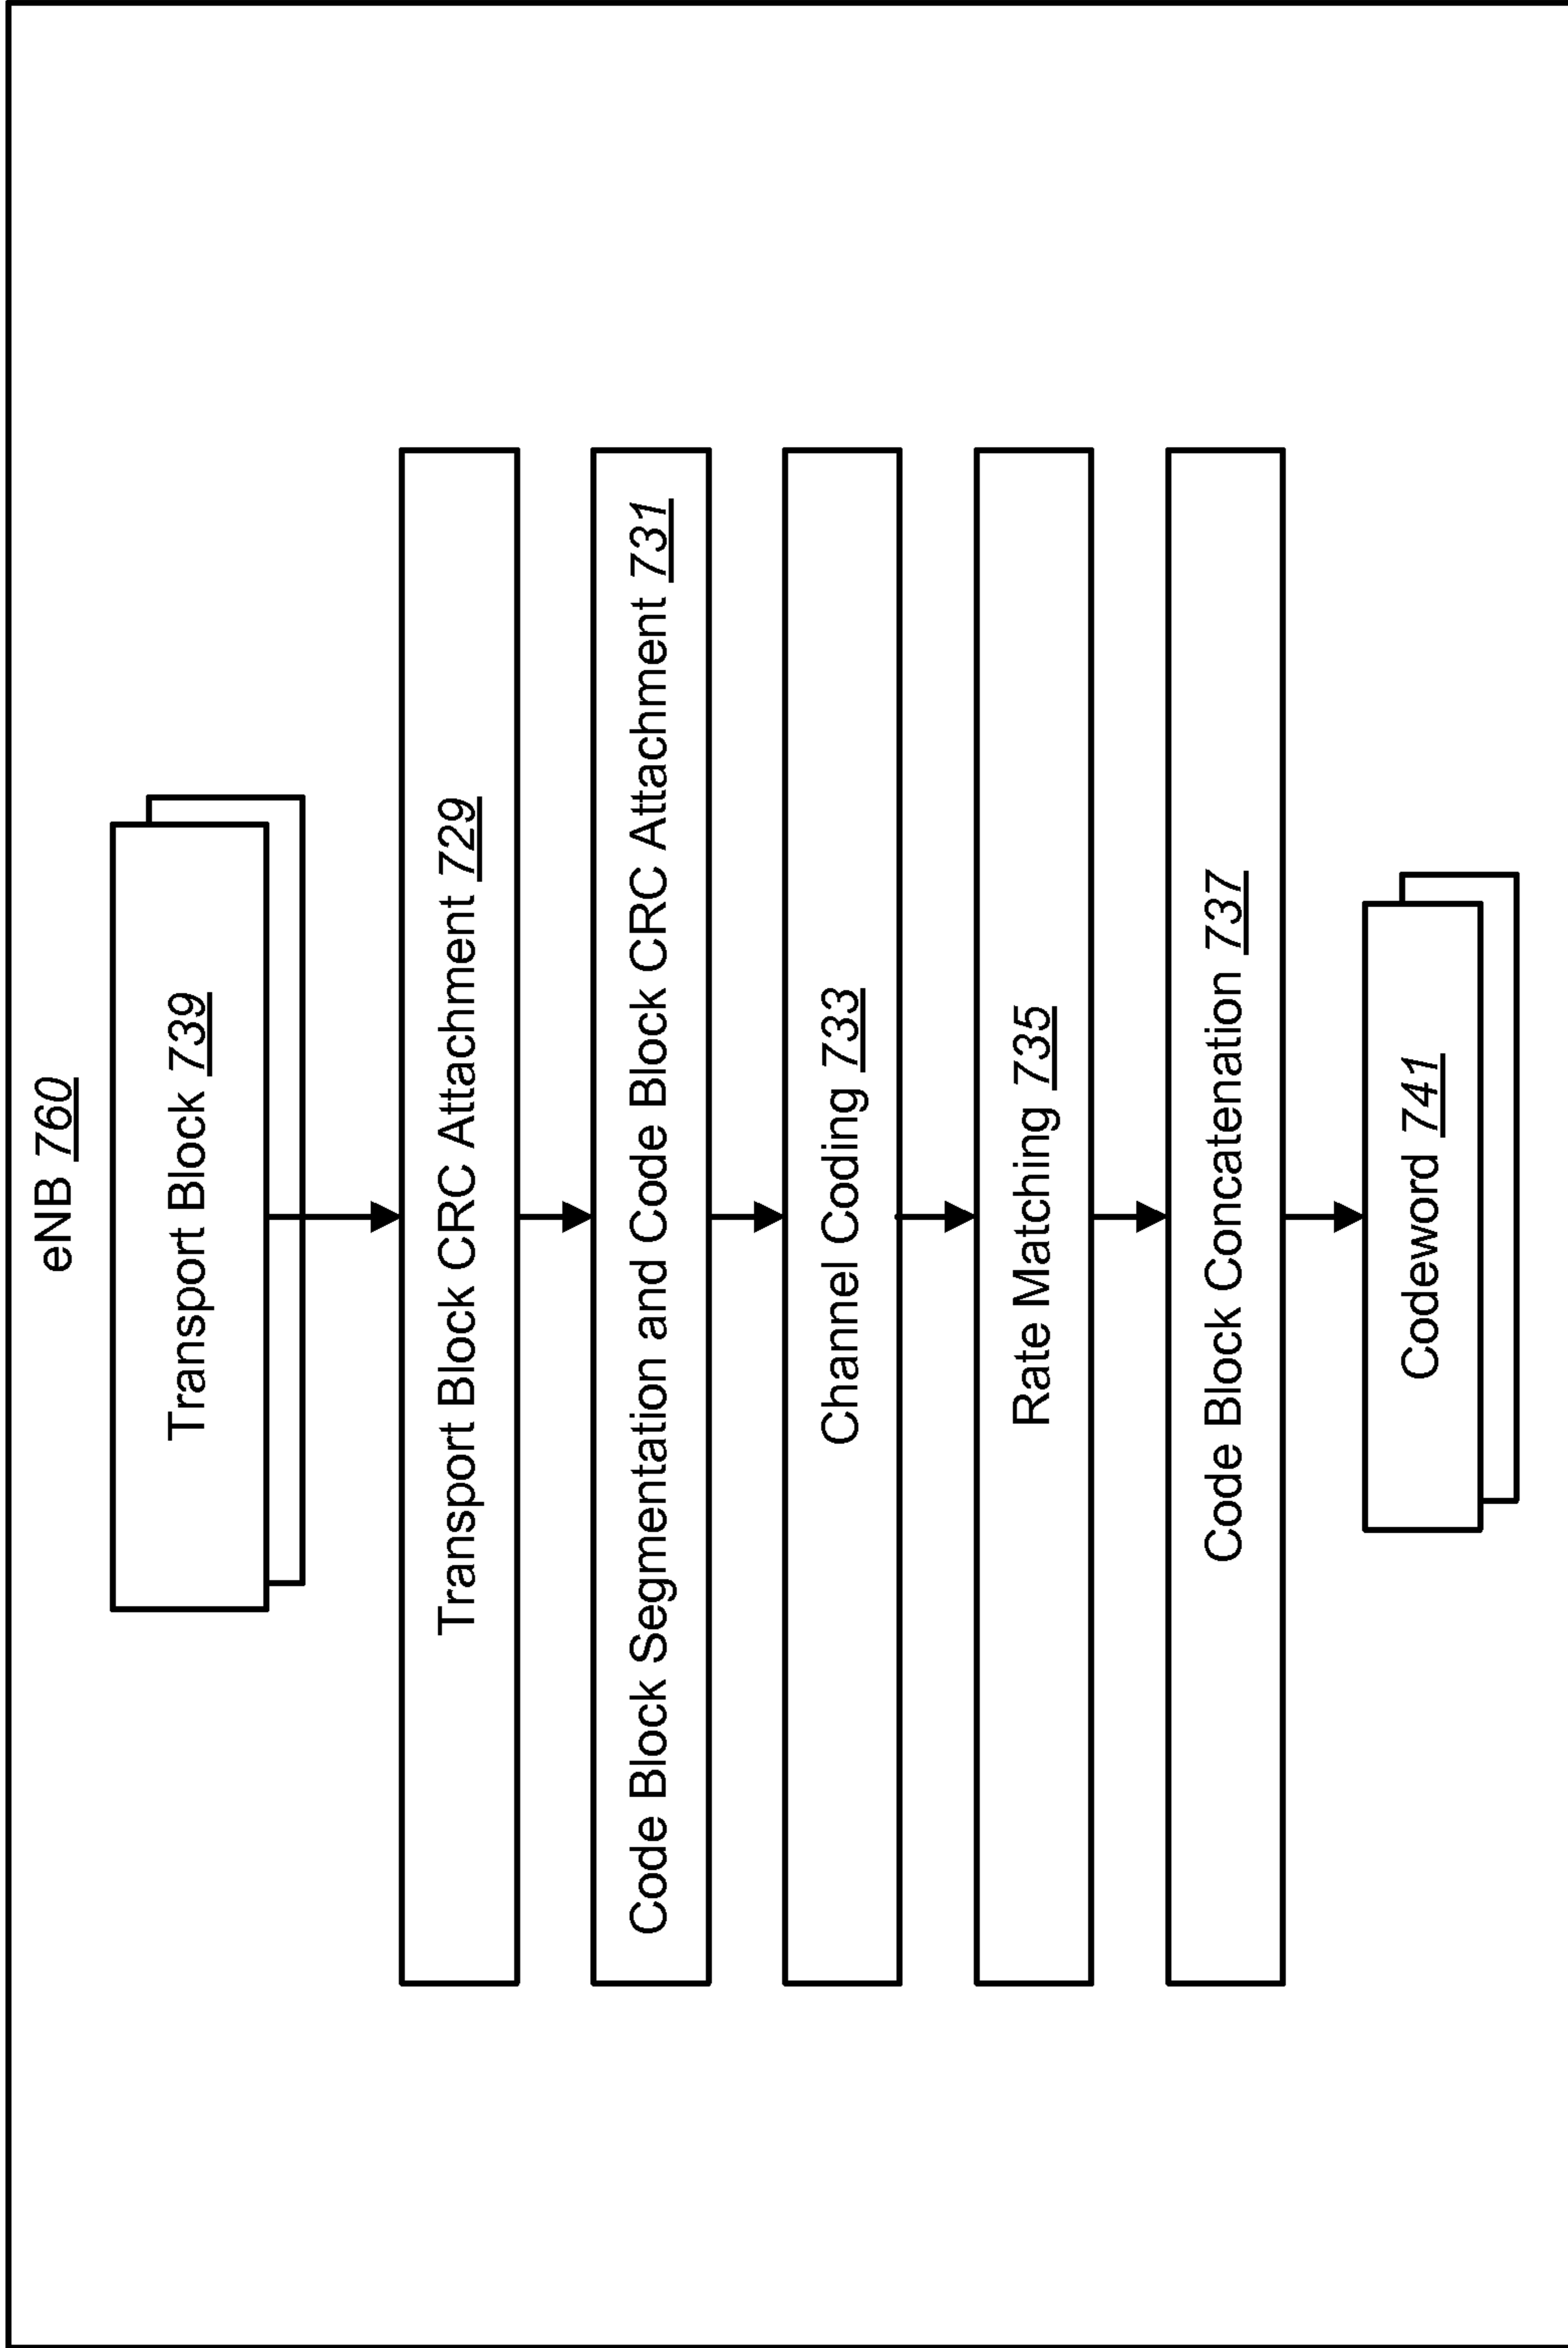 eNB 760
Transport Block 739
Transport Block CRC Attachment 729
Code Block Segmentation and Code Block CRC Attachment 731
Channel Coding 733
Rate Matching 735
Code Block Concatenation 737
Codeword 741